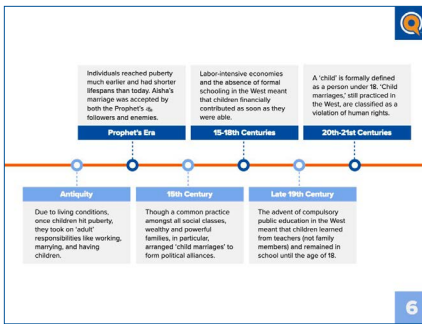 Individuals reached puberty
much earlier and had shorter
lifespans than today. Aisha's
marriage was accepted by
both the Prophet's ﷺ
followers and enemies.
Prophet's Era
Labor-intensive economies
and the absence of formal
schooling in the West meant
that children financially
contributed as soon as they
were able.
15-18th Centuries
A 'child' is formally defined
as a person under 18. 'Child
marriages,' still practiced in
the West, are classified as a
violation of human rights.
20th-21st Centuries
Antiquity
Due to living conditions,
once children hit puberty,
they took on 'adult'
responsibilities like working,
marrying, and having
children.
15th Century
Though a common practice
amongst all social classes,
wealthy and powerful
families, in particular,
arranged 'child marriages' to
form political alliances.
Late 19th Century
The advent of compulsory
public education in the West
meant that children learned
from teachers (not family
members) and remained in
school until the age of 18.
6